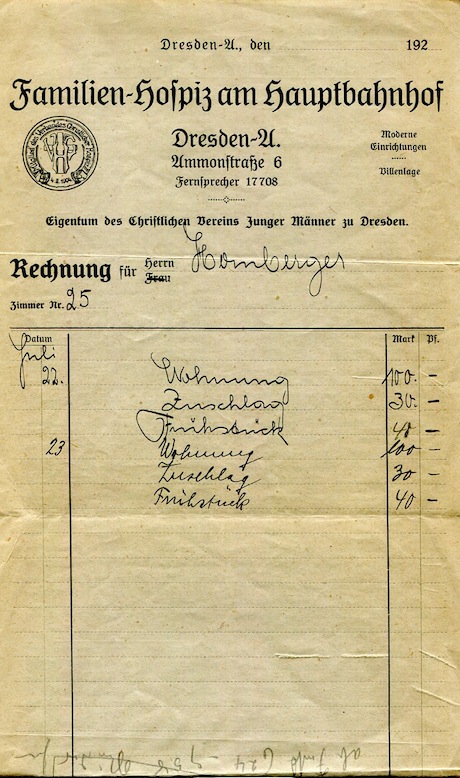 Dresden-A., den 192
Familien-Hospiz am Hauptbahnhof
Dresden-A.
Ammonstraße 6
Fernsprecher 17708
Moderne
Einrichtungen
Villenlage
Eigentum des Christlichen Vereins Junger Männer zu Dresden.
Rechnung für Herrn Frau Homberger
Zimmer Nr. 25
Datum Mark Pf.
Juli
22. Wohnung 100. –
Zuschlag 30. –
Frühstück 40 –
23 Wohnung 100 –
Zuschlag 30 –
Frühstück 40 –